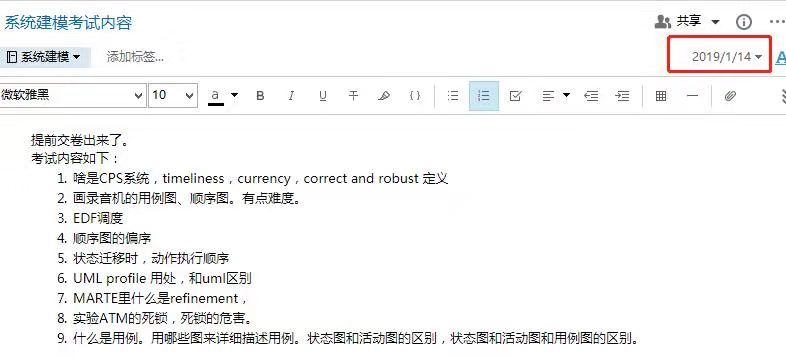 系统建模考试内容
共享
系统建模
添加标签...
2019/1/14
微软雅黑
10
a
B
I
U
T
{}
提前交卷出来了。
考试内容如下：
1. 啥是CPS系统，timeliness，currency，correct and robust 定义
2. 画录音机的用例图、顺序图。有点难度。
3. EDF调度
4. 顺序图的偏序
5. 状态迁移时，动作执行顺序
6. UML profile 用处，和uml区别
7. MARTE里什么是refinement，
8. 实验ATM的死锁，死锁的危害。
9. 什么是用例。用哪些图来详细描述用例。状态图和活动图的区别，状态图和活动图和用例图的区别。